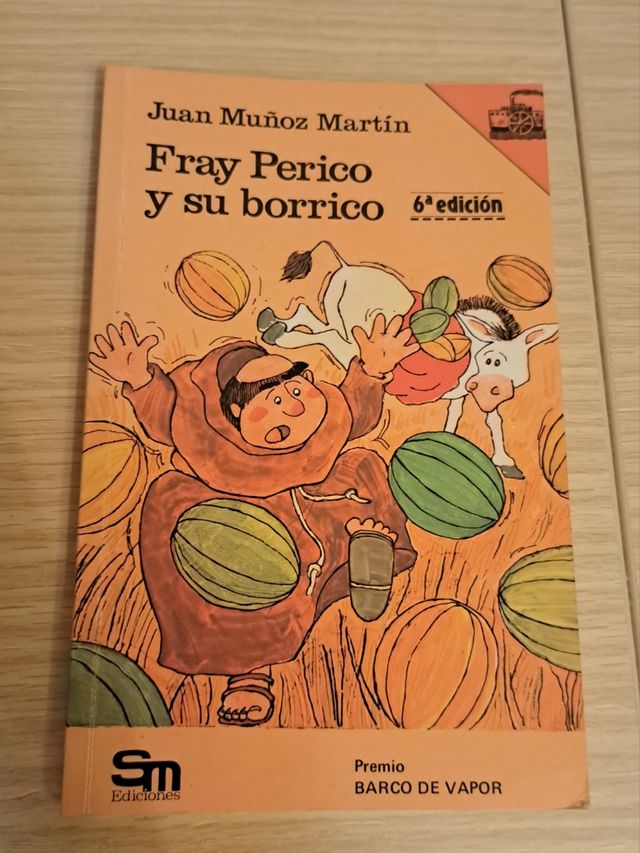 Juan Muñoz Martín
Fray Perico
y su borrico
6ª edición
SM
Ediciones
Premio
BARCO DE VAPOR